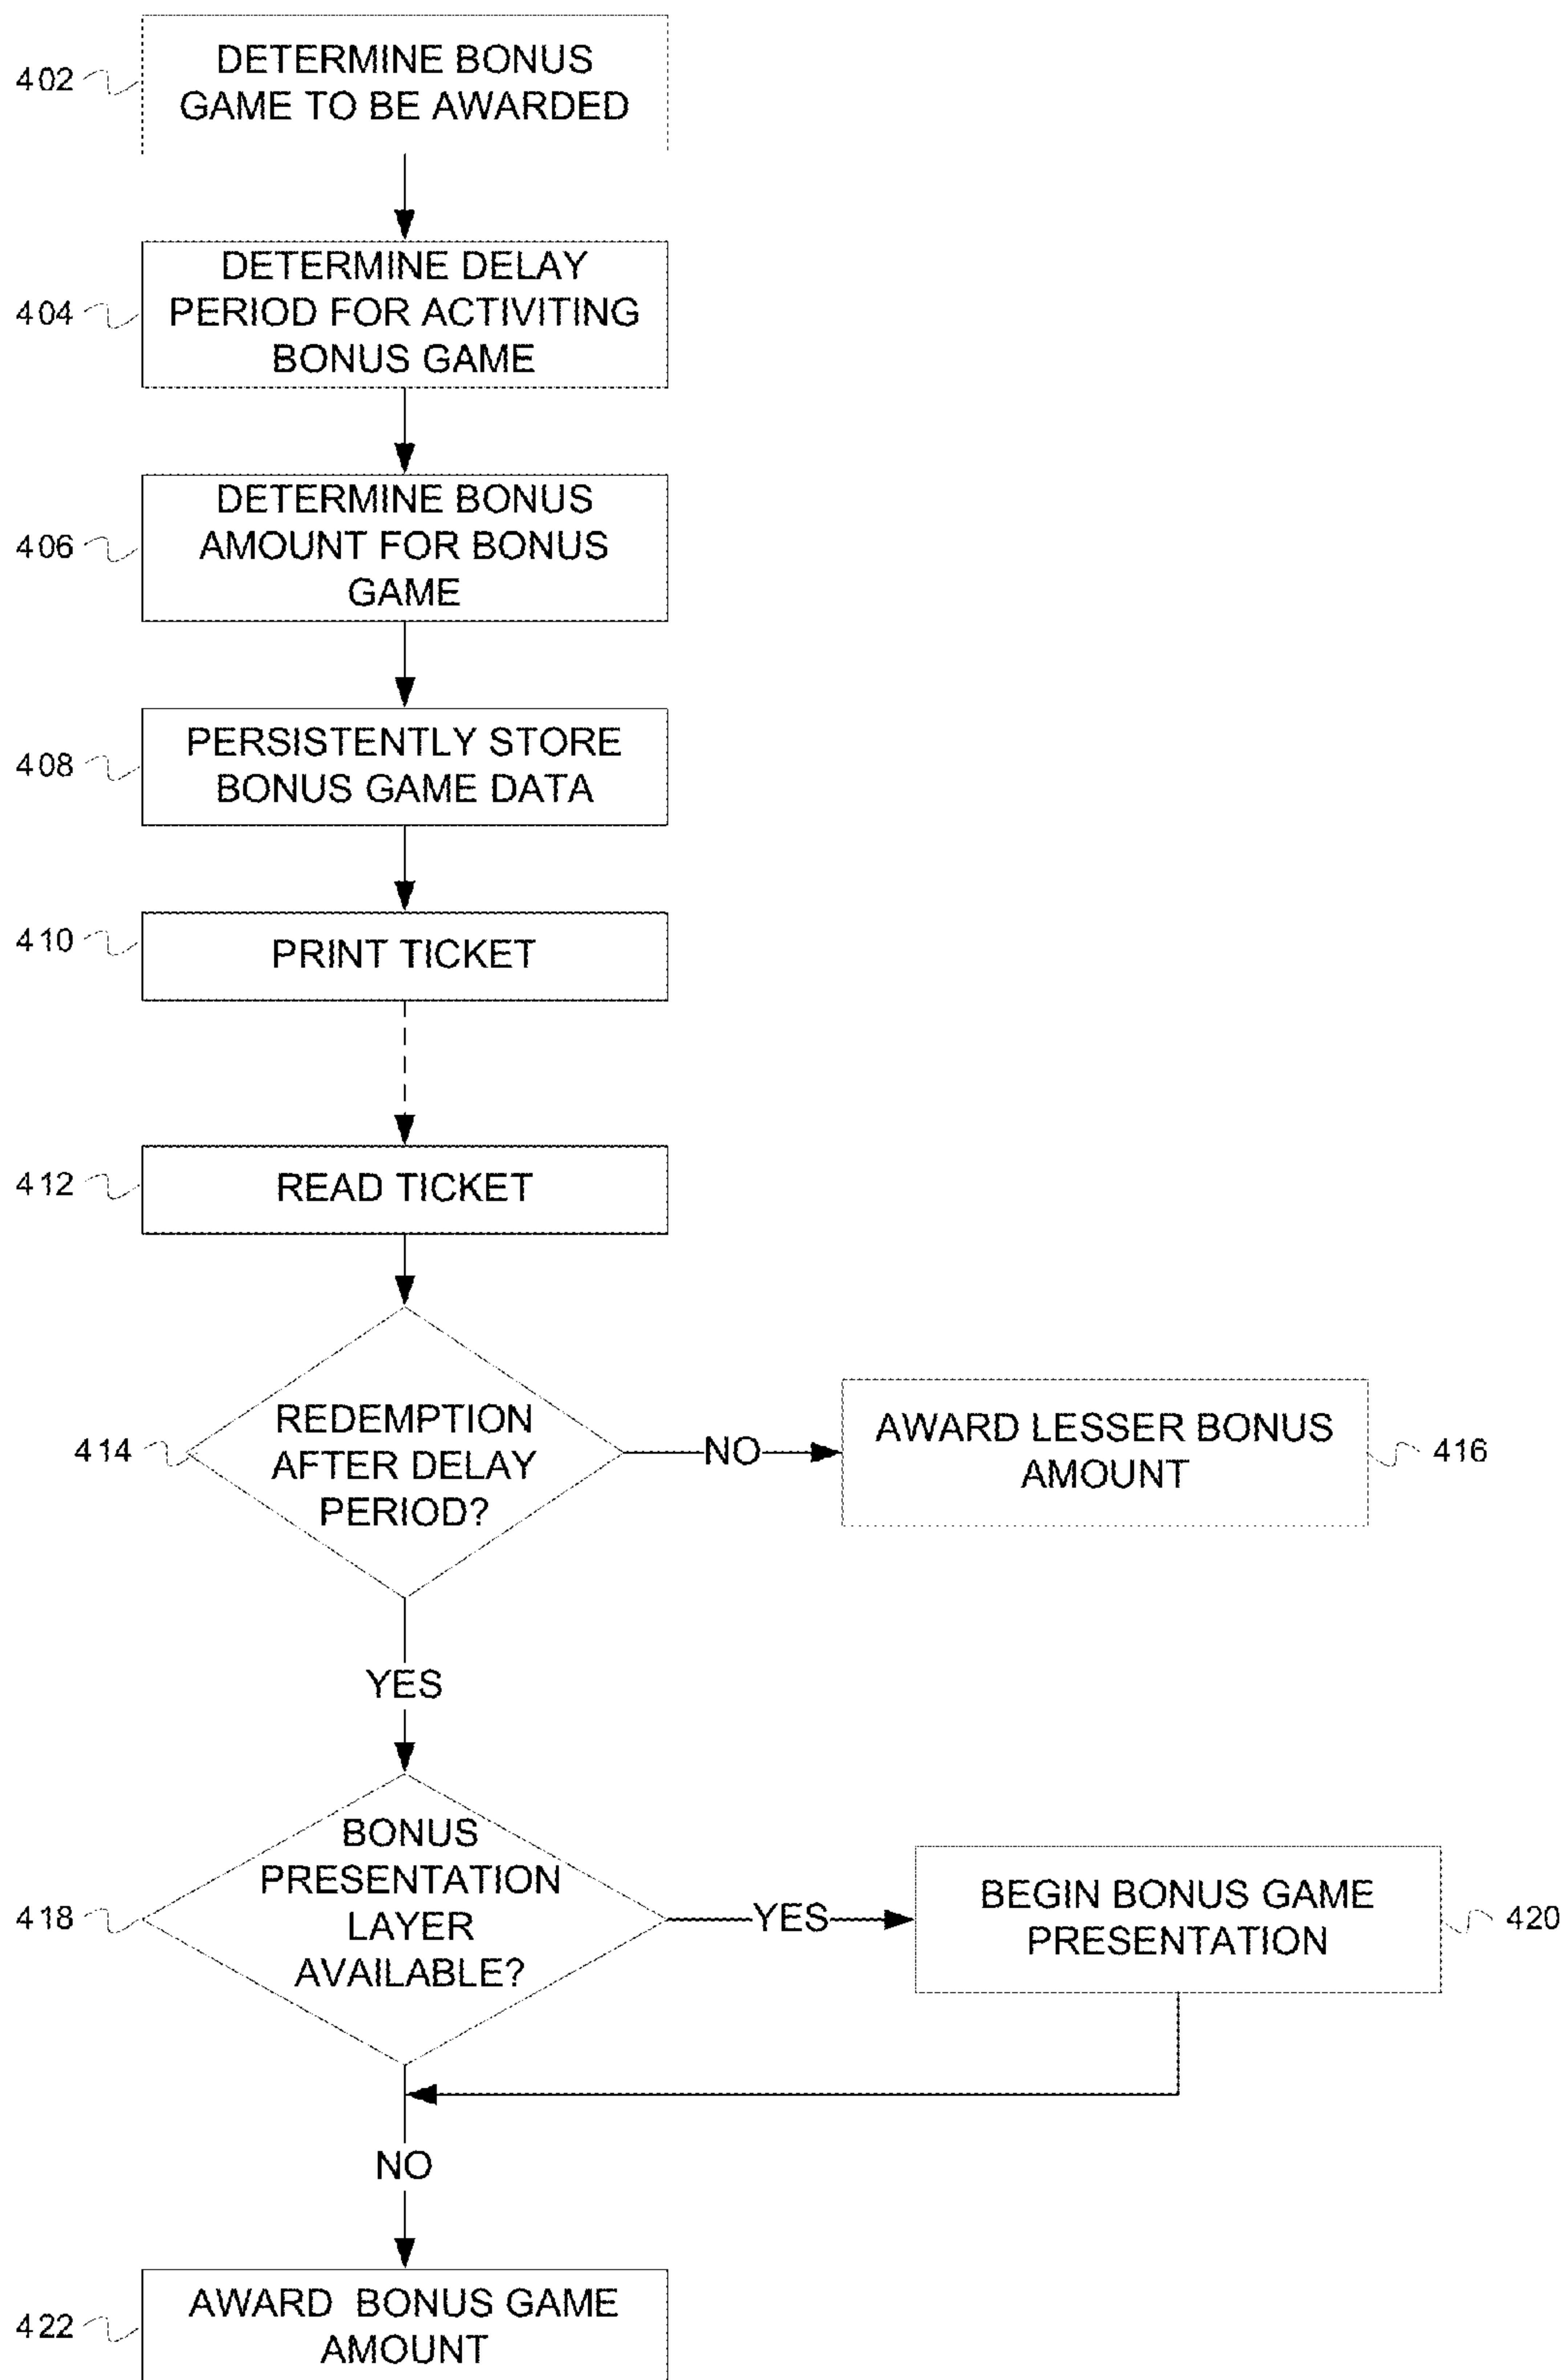 402
DETERMINE BONUS
GAME TO BE AWARDED
404
DETERMINE DELAY
PERIOD FOR ACTIVITING
BONUS GAME
406
DETERMINE BONUS
AMOUNT FOR BONUS
GAME
408
PERSISTENTLY STORE
BONUS GAME DATA
410
PRINT TICKET
412
READ TICKET
414
REDEMPTION
AFTER DELAY
PERIOD?
NO
AWARD LESSER BONUS
AMOUNT
416
YES
418
BONUS
PRESENTATION
LAYER
AVAILABLE?
YES
BEGIN BONUS GAME
PRESENTATION
420
NO
422
AWARD BONUS GAME
AMOUNT